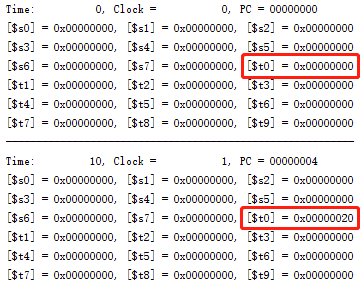 Time: 0, Clock = 0, PC = 00000000
[$s0] = 0x00000000, [$s1] = 0x00000000, [$s2] = 0x00000000
[$s3] = 0x00000000, [$s4] = 0x00000000, [$s5] = 0x00000000
[$s6] = 0x00000000, [$s7] = 0x00000000, [$t0] = 0x00000000
[$t1] = 0x00000000, [$t2] = 0x00000000, [$t3] = 0x00000000
[$t4] = 0x00000000, [$t5] = 0x00000000, [$t6] = 0x00000000
[$t7] = 0x00000000, [$t8] = 0x00000000, [$t9] = 0x00000000
Time: 10, Clock = 1, PC = 00000004
[$s0] = 0x00000000, [$s1] = 0x00000000, [$s2] = 0x00000000
[$s3] = 0x00000000, [$s4] = 0x00000000, [$s5] = 0x00000000
[$s6] = 0x00000000, [$s7] = 0x00000000, [$t0] = 0x00000020
[$t1] = 0x00000000, [$t2] = 0x00000000, [$t3] = 0x00000000
[$t4] = 0x00000000, [$t5] = 0x00000000, [$t6] = 0x00000000
[$t7] = 0x00000000, [$t8] = 0x00000000, [$t9] = 0x00000000